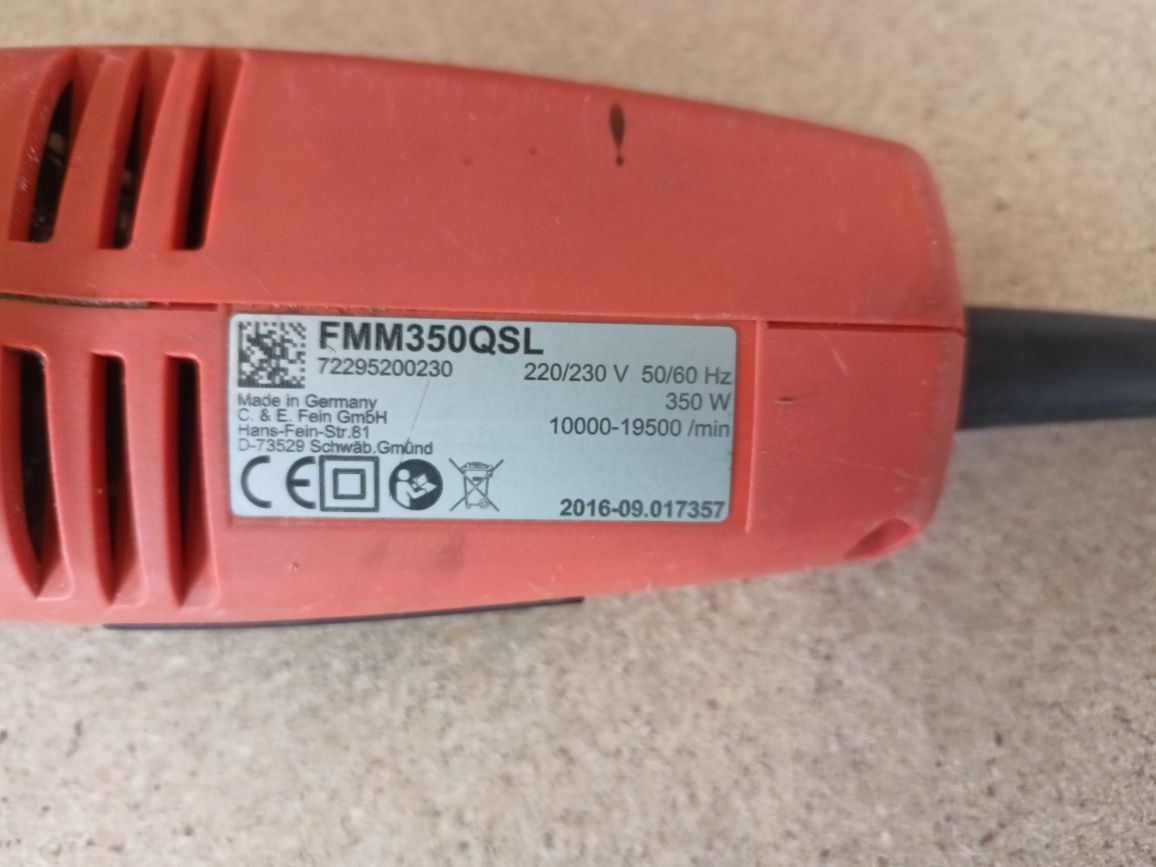 FMM350QSL
72295200230
220/230 V 50/60 Hz
350 W
10000-19500 /min
Made in Germany
C. & E. Fein GmbH
Hans-Fein-Str.81
D-73529 Schwäb.Gmünd
CE
2016-09.017357